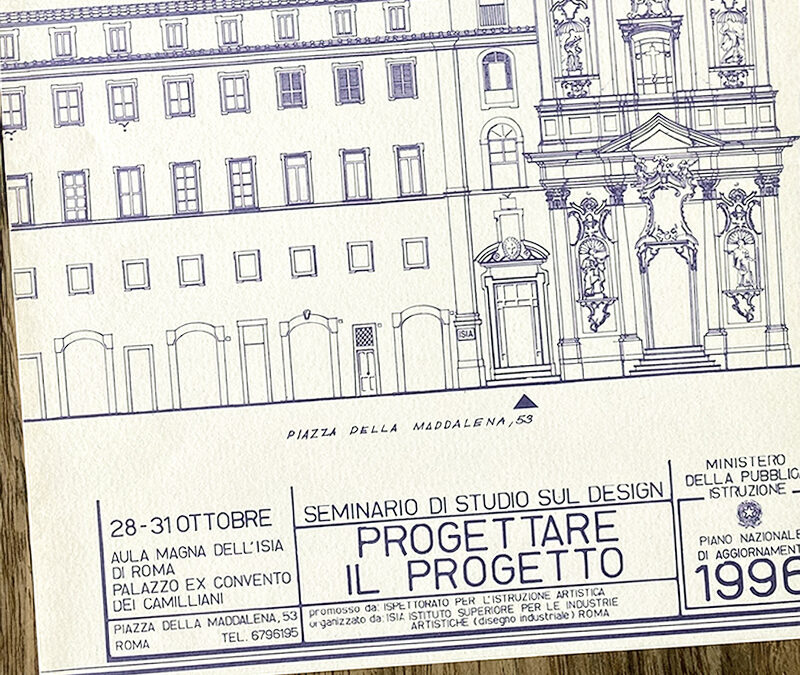 ISIA
PIAZZA DELLA MADDALENA, 53
28-31 OTTOBRE
AULA MAGNA DELL'ISIA
DI ROMA
PALAZZO EX CONVENTO
DEI CAMILLIANI
PIAZZA DELLA MADDALENA, 53
ROMA TEL. 6796195
SEMINARIO DI STUDIO SUL DESIGN
PROGETTARE
IL PROGETTO
promosso da: ISPETTORATO PER L'ISTRUZIONE ARTISTICA
organizzato da: ISIA ISTITUTO SUPERIORE PER LE INDUSTRIE
ARTISTICHE (disegno industriale) ROMA
MINISTERO
DELLA PUBBLICA
ISTRUZIONE
PIANO NAZIONALE
DI AGGIORNAMENT
1996